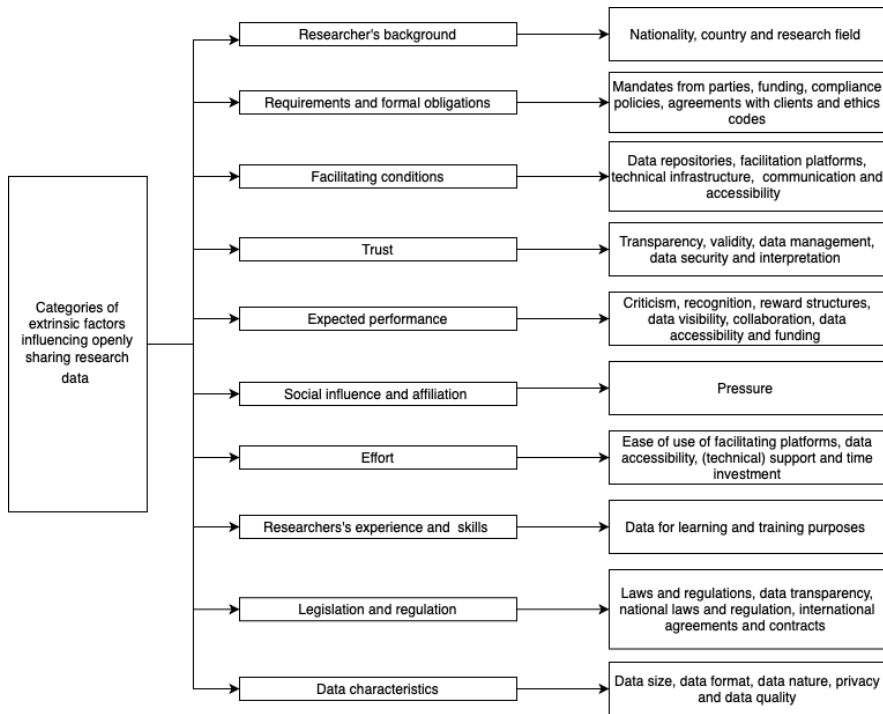 Researcher's background
Nationality, country and research field
Requirements and formal obligations
Mandates from parties, funding, compliance
policies, agreements with clients and ethics
codes
Facilitating conditions
Data repositories, facilitation platforms,
technical infrastructure, communication and
accessibility
Trust
Transparency, validity, data management,
data security and interpretation
Categories of
extrinsic factors
influencing openly
sharing research
data
Expected performance
Criticism, recognition, reward structures,
data visibility, collaboration, data
accessibility and funding
Social influence and affiliation
Pressure
Effort
Ease of use of facilitating platforms, data
accessibility, (technical) support and time
investment
Researchers's experience and skills
Data for learning and training purposes
Legislation and regulation
Laws and regulations, data transparency,
national laws and regulation, international
agreements and contracts
Data characteristics
Data size, data format, data nature, privacy
and data quality